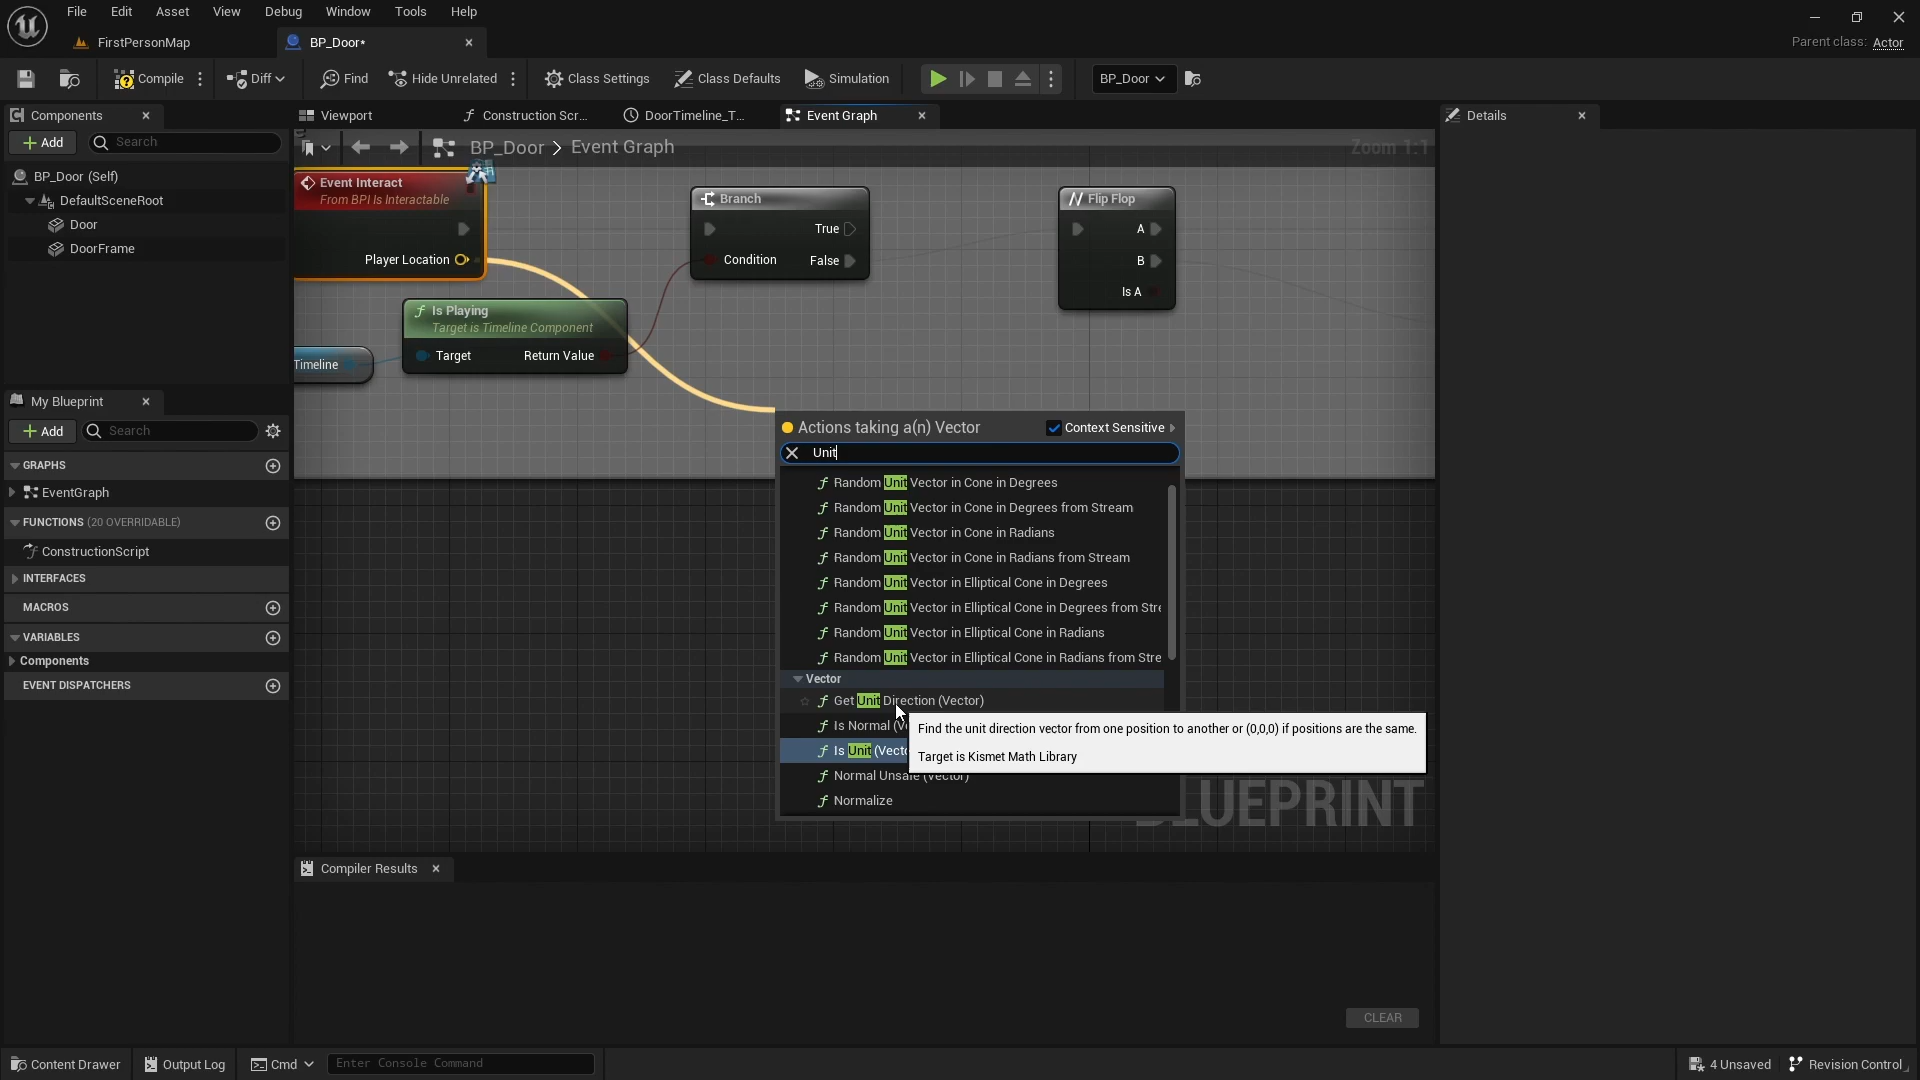 File Edit Asset View Debug Window Tools Help
FirstPersonMap
BP_Door*
Parent class: Actor
Compile
Diff
Find
Hide Unrelated
Class Settings
Class Defaults
Simulation
BP_Door
Components
Add
Search
BP_Door (Self)
DefaultSceneRoot
Door
DoorFrame
My Blueprint
Add
Search
GRAPHS
EventGraph
FUNCTIONS (20 OVERRIDABLE)
ConstructionScript
INTERFACES
MACROS
VARIABLES
Components
EVENT DISPATCHERS
Viewport
Construction Scr...
DoorTimeline_T...
Event Graph
BP_Door > Event Graph
Zoom 1:1
Event Interact
From BPI Is Interactable
Player Location
Is Playing
Target is Timeline Component
Target Return Value
Timeline
Branch
True
Condition False
Flip Flop
A
B
Is A
Actions taking a(n) Vector
Context Sensitive
Unit
Random Unit Vector in Cone in Degrees
Random Unit Vector in Cone in Degrees from Stream
Random Unit Vector in Cone in Radians
Random Unit Vector in Cone in Radians from Stream
Random Unit Vector in Elliptical Cone in Degrees
Random Unit Vector in Elliptical Cone in Degrees from Stre
Random Unit Vector in Elliptical Cone in Radians
Random Unit Vector in Elliptical Cone in Radians from Stre
Vector
Get Unit Direction (Vector)
Is Normal (Ve
Is Unit (Vecto
Normal Unsafe (Vector)
Normalize
Find the unit direction vector from one position to another or (0,0,0) if positions are the same.
Target is Kismet Math Library
BLUEPRINT
Compiler Results
CLEAR
Details
Content Drawer
Output Log
Cmd
Enter Console Command
4 Unsaved
Revision Control